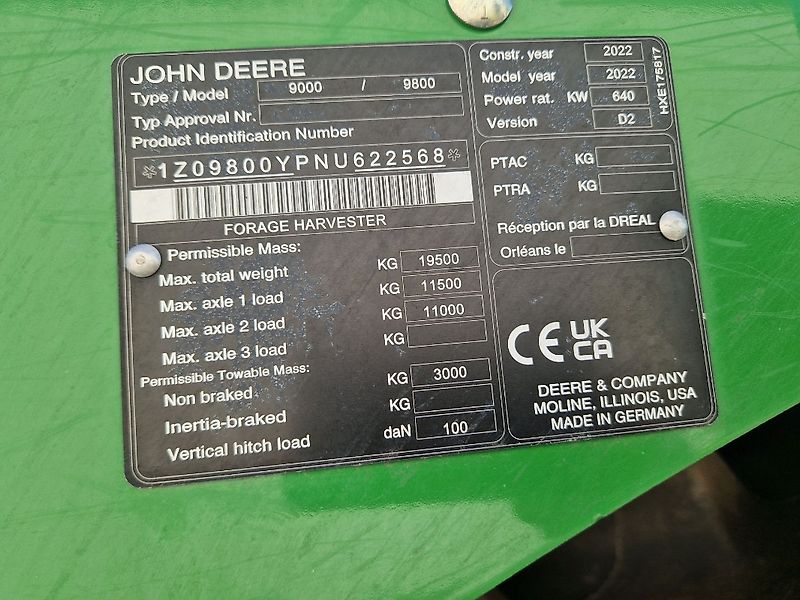 JOHN DEERE
Type / Model 9000 / 9800
Typ Approval Nr.
Product Identification Number
*1Z09800YPNU622568*
FORAGE HARVESTER
Permissible Mass:
Max. total weight KG 19500
Max. axle 1 load KG 11500
Max. axle 2 load KG 11000
Max. axle 3 load KG
Permissible Towable Mass:
Non braked KG 3000
Inertia-braked KG
Vertical hitch load daN 100
Constr. year 2022
Model year 2022
Power rat. KW 640
Version D2
HXE175817
PTAC KG
PTRA KG
Réception par la DREAL
Orléans le
CE UK
CA
DEERE & COMPANY
MOLINE, ILLINOIS, USA
MADE IN GERMANY